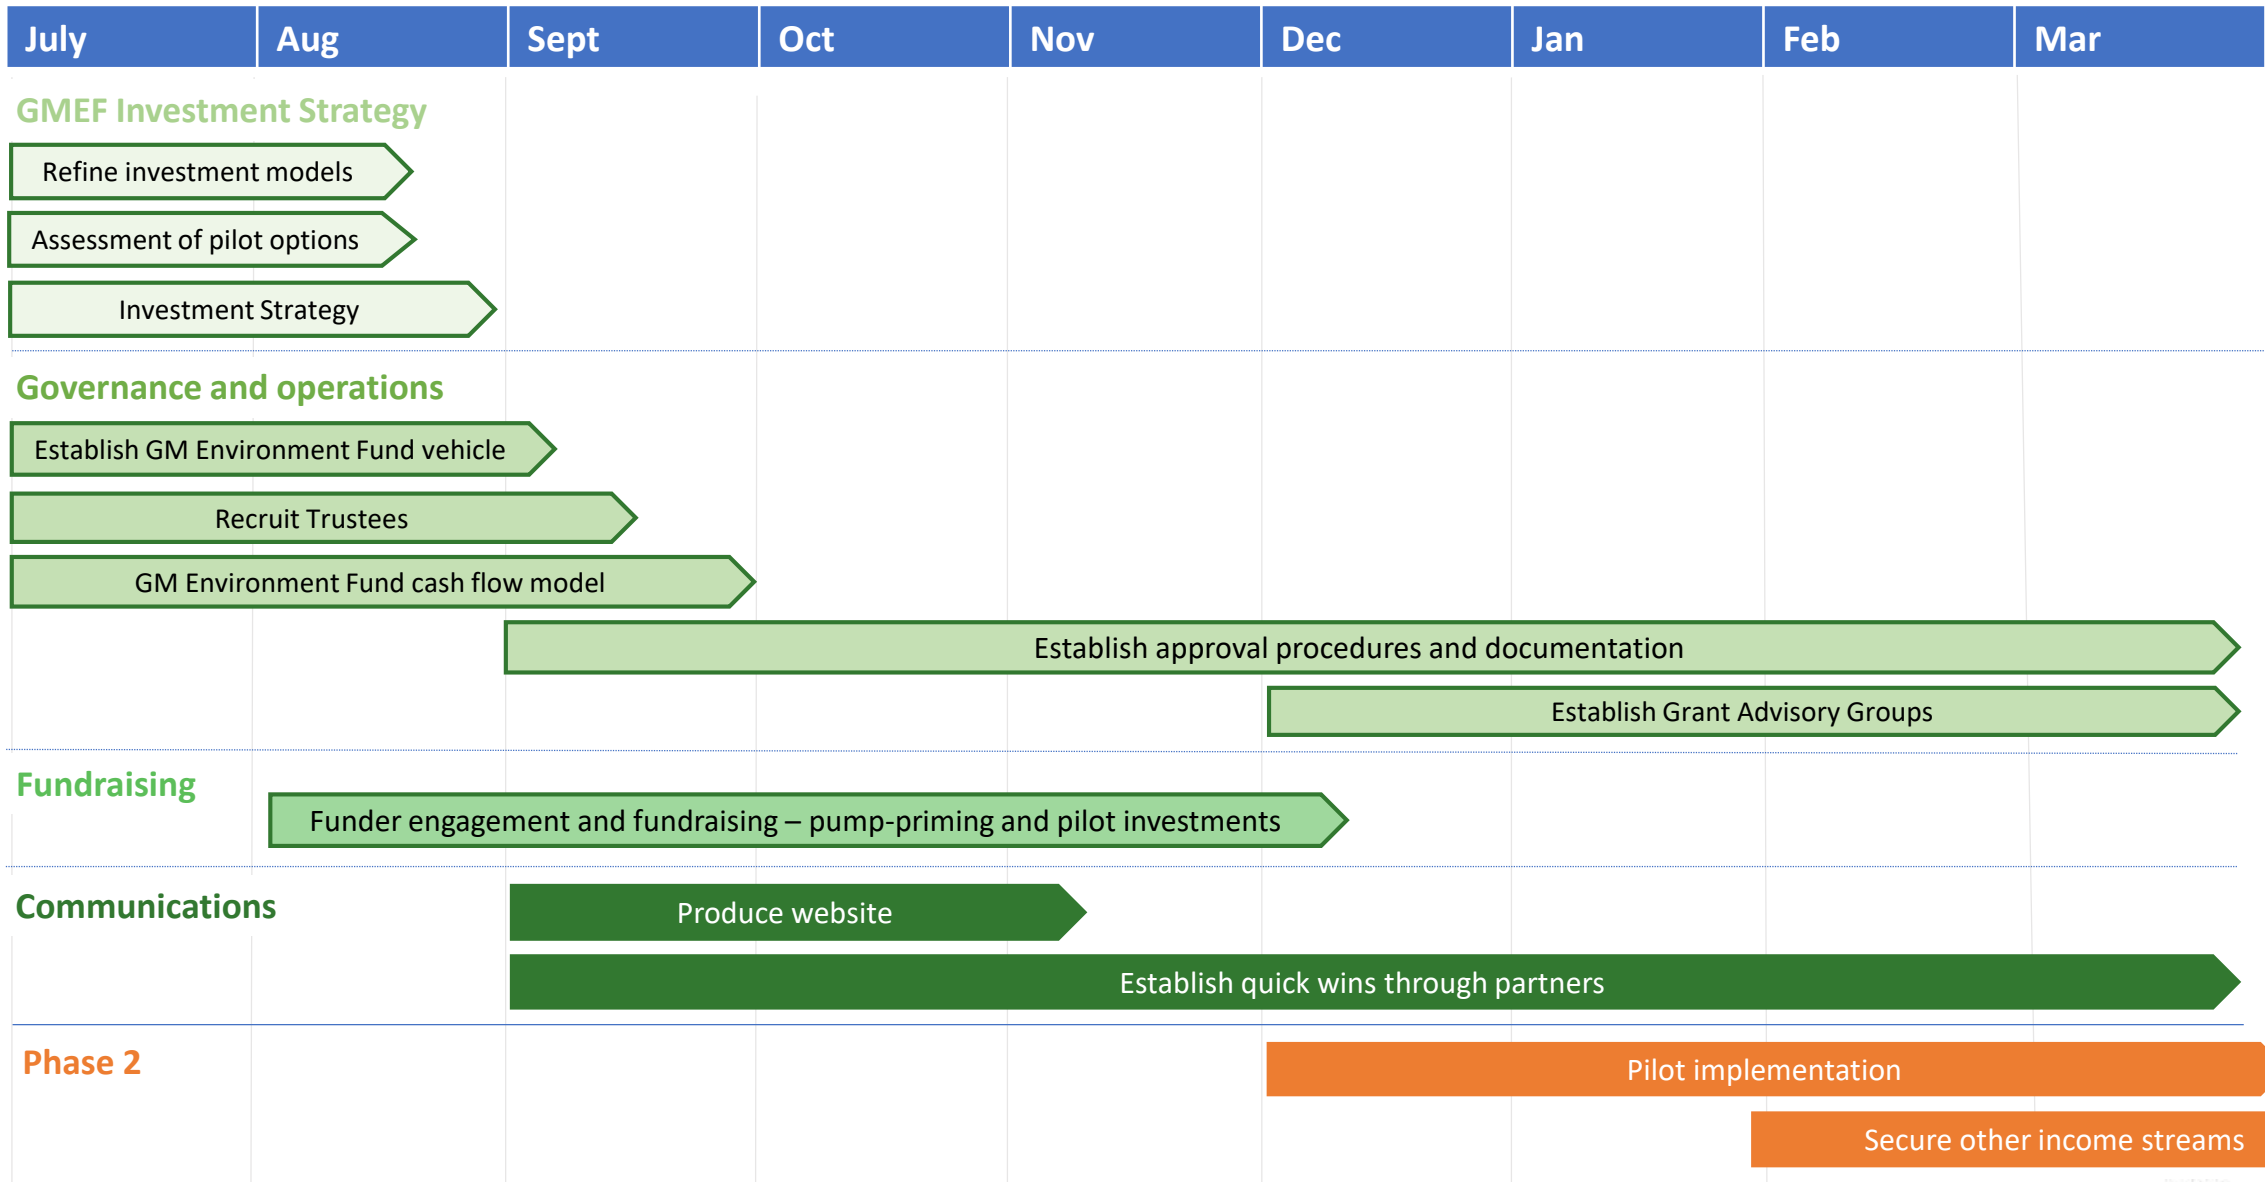 July Aug Sept Oct Nov Dec Jan Feb Mar
GMEF Investment Strategy
Refine investment models
Assessment of pilot options
Investment Strategy
Governance and operations
Establish GM Environment Fund vehicle
Recruit Trustees
GM Environment Fund cash flow model
Establish approval procedures and documentation
Establish Grant Advisory Groups
Fundraising
Funder engagement and fundraising – pump-priming and pilot investments
Communications
Produce website
Establish quick wins through partners
Phase 2
Pilot implementation
Secure other income streams